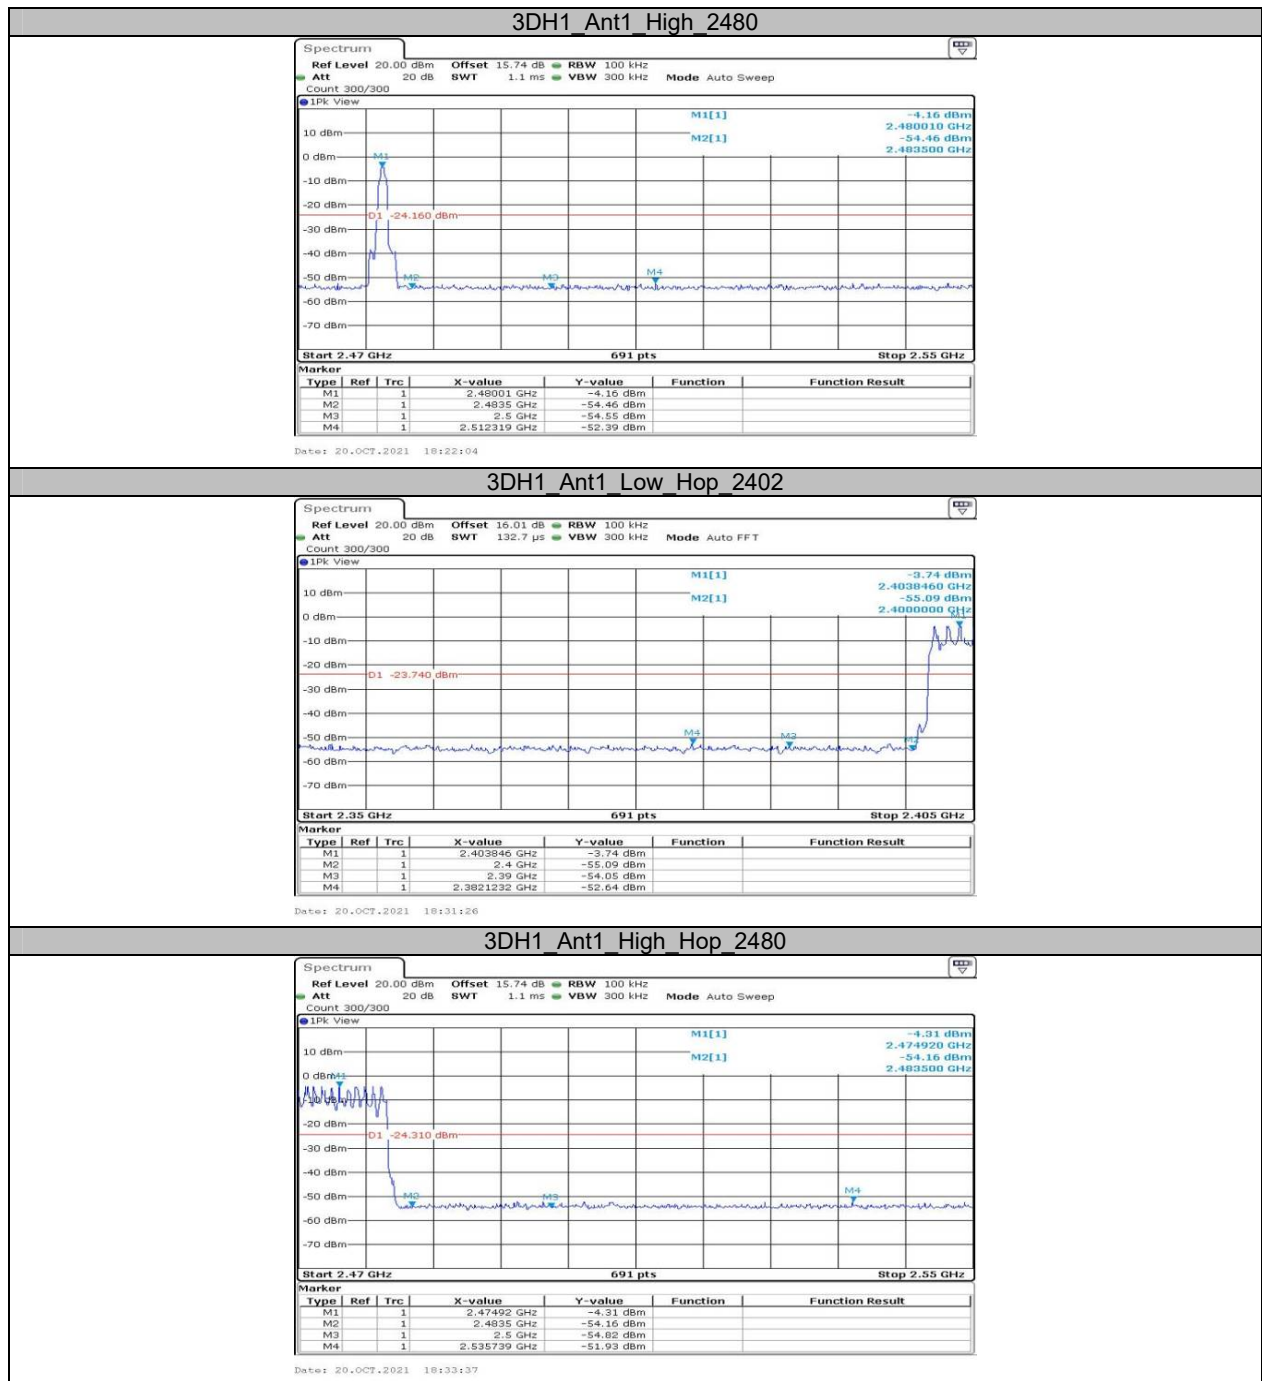 3DH1_Ant1_High_2480
Spectrum
Ref Level 20.00 dBm Offset 15.74 dB RBW 100 kHz
Att 20 dB SWT 1.1 ms VBW 300 kHz Mode Auto Sweep
Count 300/300
1Pk View
M1[1] -4.16 dBm
2.480010 GHz
M2[1] -54.46 dBm
2.483500 GHz
10 dBm
0 dBm
M1
-10 dBm
-20 dBm
D1 -24.160 dBm
-30 dBm
-40 dBm
-50 dBm
M2 M3 M4
-60 dBm
-70 dBm
Start 2.47 GHz 691 pts Stop 2.55 GHz
Marker
Type Ref Trc X-value Y-value Function Function Result
M1 1 2.48001 GHz -4.16 dBm
M2 1 2.4835 GHz -54.46 dBm
M3 1 2.5 GHz -54.55 dBm
M4 1 2.512319 GHz -52.39 dBm
Date: 20.OCT.2021 18:22:04
3DH1_Ant1_Low_Hop_2402
Spectrum
Ref Level 20.00 dBm Offset 16.01 dB RBW 100 kHz
Att 20 dB SWT 132.7 µs VBW 300 kHz Mode Auto FFT
Count 300/300
1Pk View
M1[1] -3.74 dBm
2.4038460 GHz
M2[1] -55.09 dBm
2.4000000 GHz
10 dBm
0 dBm
M1
-10 dBm
-20 dBm
D1 -23.740 dBm
-30 dBm
-40 dBm
-50 dBm
M4 M3 M2
-60 dBm
-70 dBm
Start 2.35 GHz 691 pts Stop 2.405 GHz
Marker
Type Ref Trc X-value Y-value Function Function Result
M1 1 2.403846 GHz -3.74 dBm
M2 1 2.4 GHz -55.09 dBm
M3 1 2.39 GHz -54.05 dBm
M4 1 2.3821232 GHz -52.64 dBm
Date: 20.OCT.2021 18:31:26
3DH1_Ant1_High_Hop_2480
Spectrum
Ref Level 20.00 dBm Offset 15.74 dB RBW 100 kHz
Att 20 dB SWT 1.1 ms VBW 300 kHz Mode Auto Sweep
Count 300/300
1Pk View
M1[1] -4.31 dBm
2.474920 GHz
M2[1] -54.16 dBm
2.483500 GHz
10 dBm
0 dBm
M1
-10 dBm
-20 dBm
D1 -24.310 dBm
-30 dBm
-40 dBm
-50 dBm
M2 M3 M4
-60 dBm
-70 dBm
Start 2.47 GHz 691 pts Stop 2.55 GHz
Marker
Type Ref Trc X-value Y-value Function Function Result
M1 1 2.47492 GHz -4.31 dBm
M2 1 2.4835 GHz -54.16 dBm
M3 1 2.5 GHz -54.82 dBm
M4 1 2.535739 GHz -51.93 dBm
Date: 20.OCT.2021 18:33:37